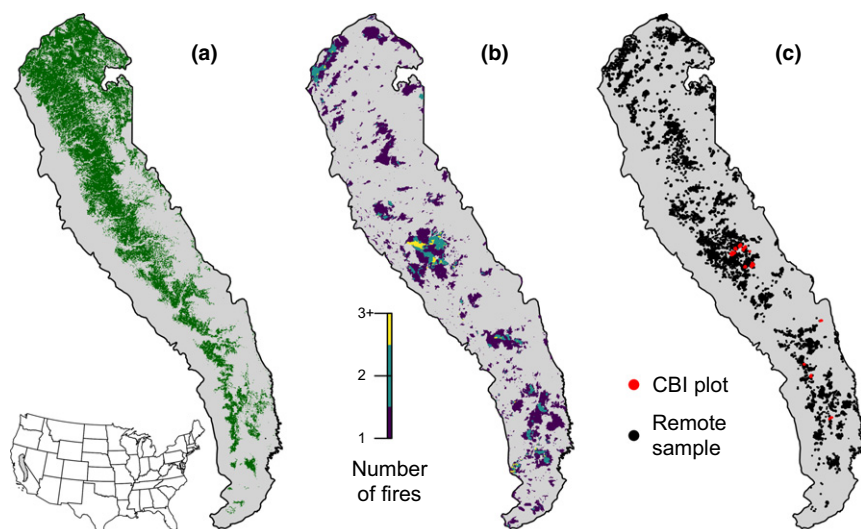 (a)
(b)
(c)
3+
2
1
Number
of fires
CBI plot
Remote
sample